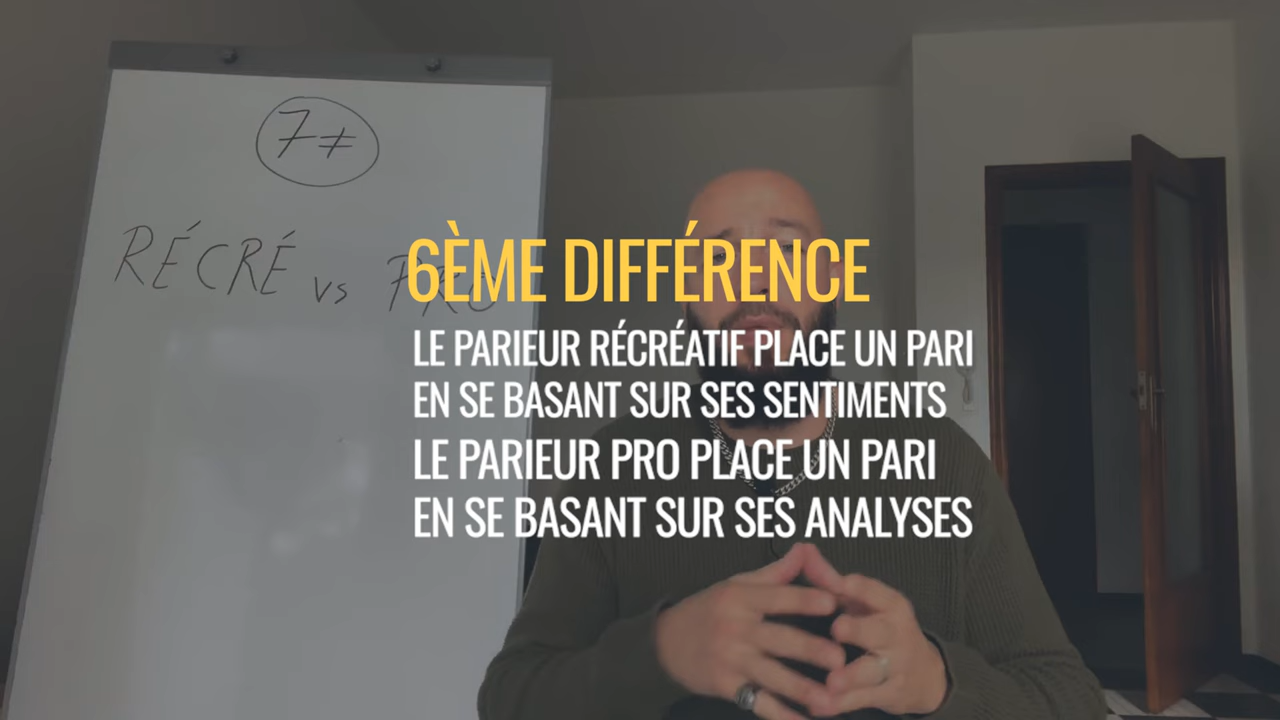 7≠
RÉCRÉ vs PRO
6ÈME DIFFÉRENCE
LE PARIEUR RÉCRÉATIF PLACE UN PARI
EN SE BASANT SUR SES SENTIMENTS
LE PARIEUR PRO PLACE UN PARI
EN SE BASANT SUR SES ANALYSES